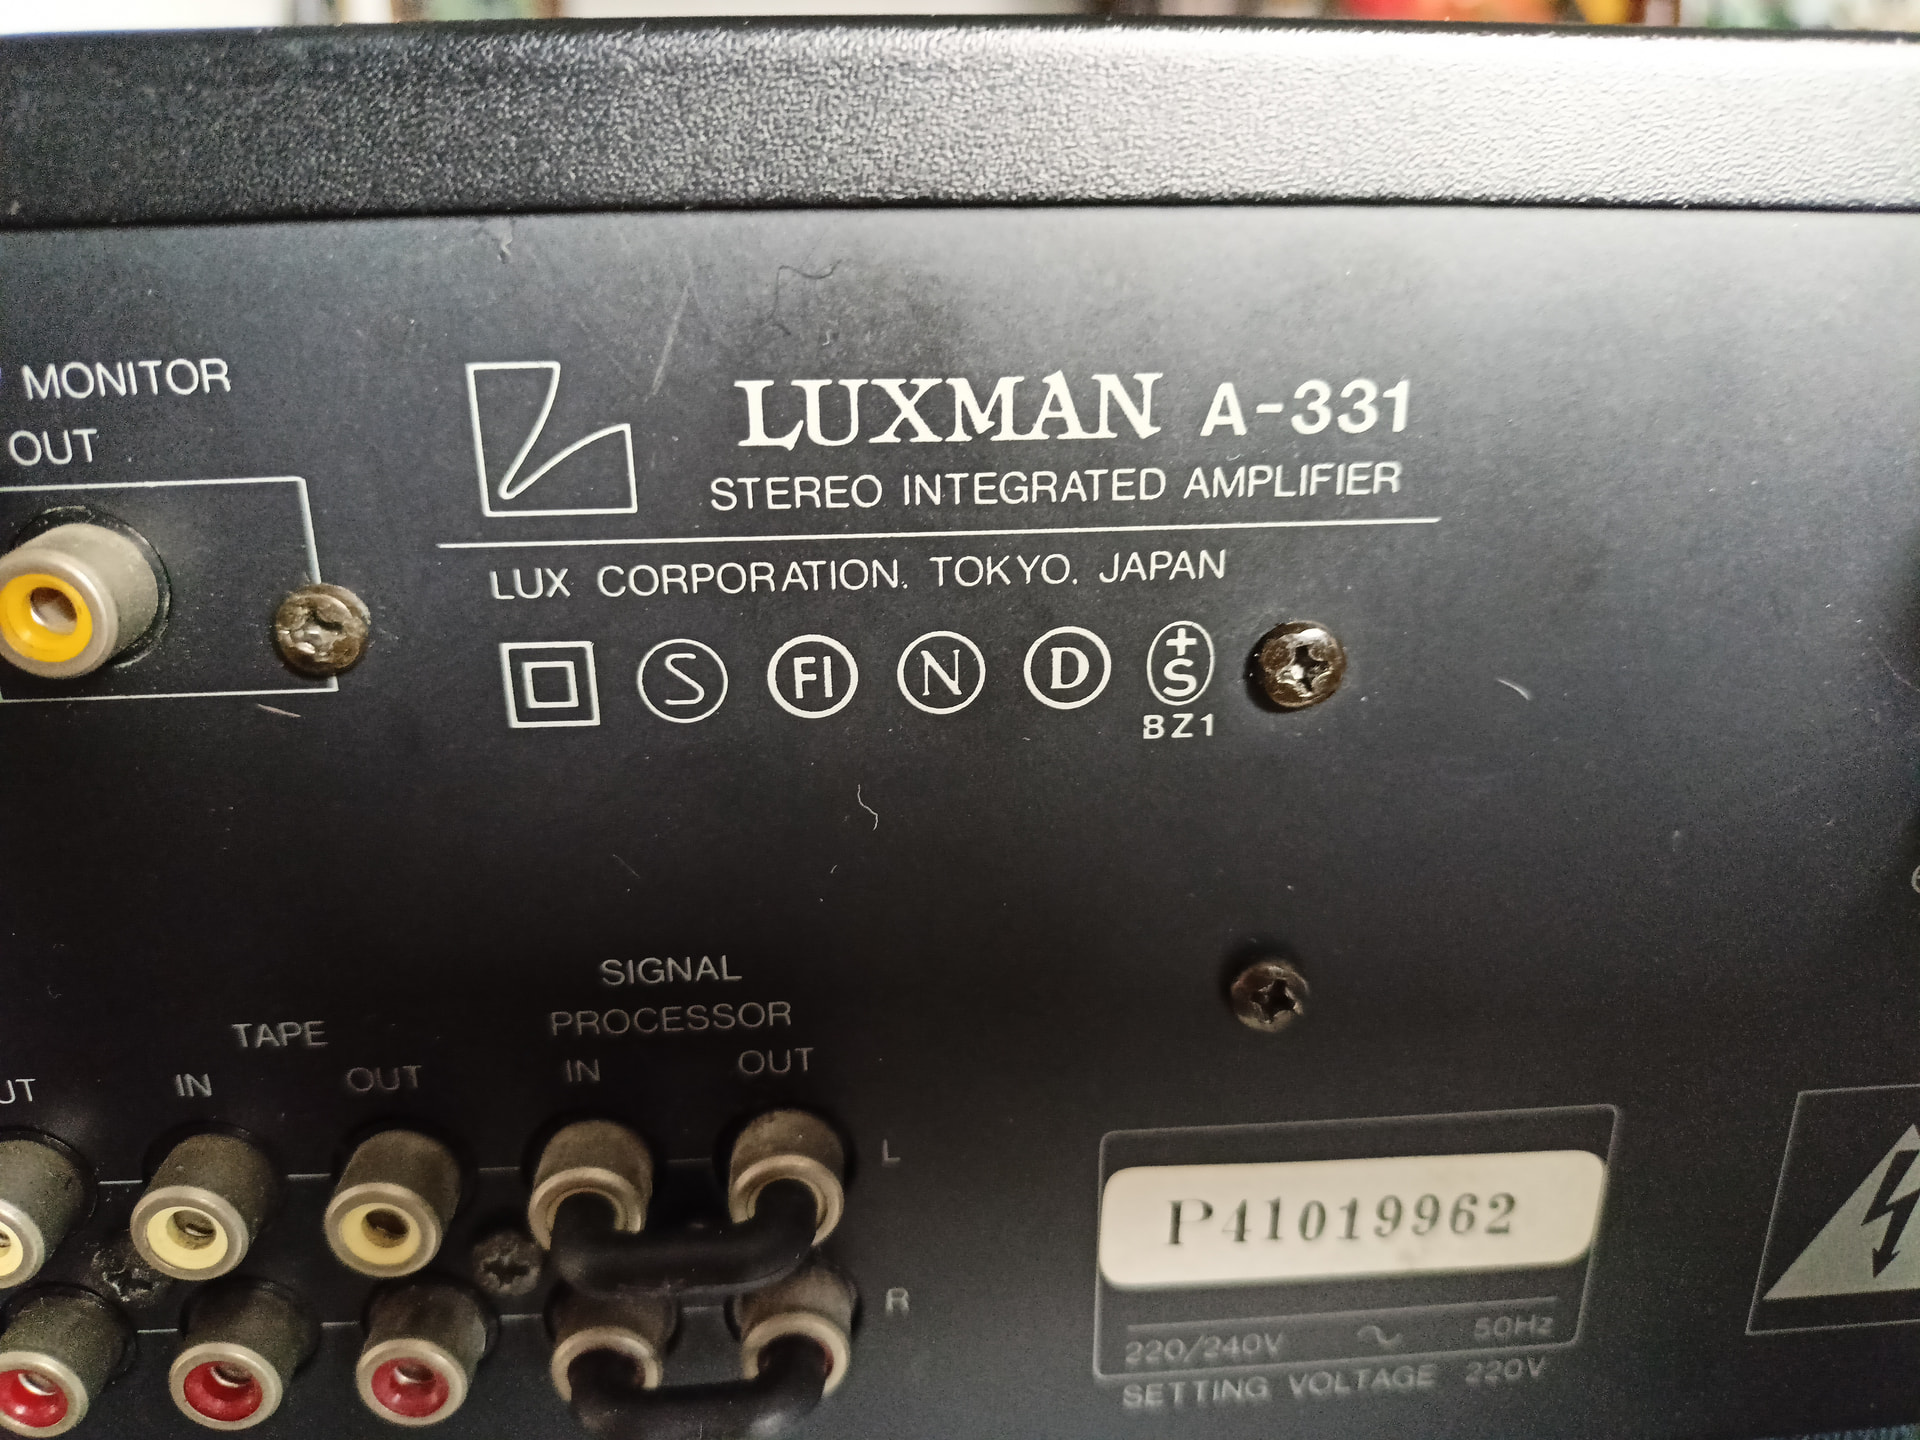 MONITOR
OUT
LUXMAN A-331
STEREO INTEGRATED AMPLIFIER
LUX CORPORATION. TOKYO. JAPAN
S FI N D +S
BZ1
SIGNAL
PROCESSOR
IN OUT
TAPE
IN OUT
L
R
P41019962
220/240V ~ 50Hz
SETTING VOLTAGE 220V